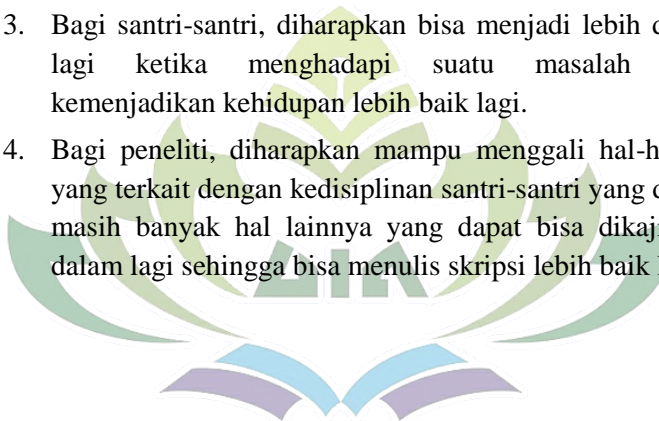 3. Bagi santri-santri, diharapkan bisa menjadi lebih
lagi ketika menghadapi suatu masalah
kemenjadikan kehidupan lebih baik lagi.
4. Bagi peneliti, diharapkan mampu menggali
yang terkait dengan kedisiplinan santri-santri yang
masih banyak hal lainnya yang dapat bisa
dalam lagi sehingga bisa menulis skripsi lebih baik